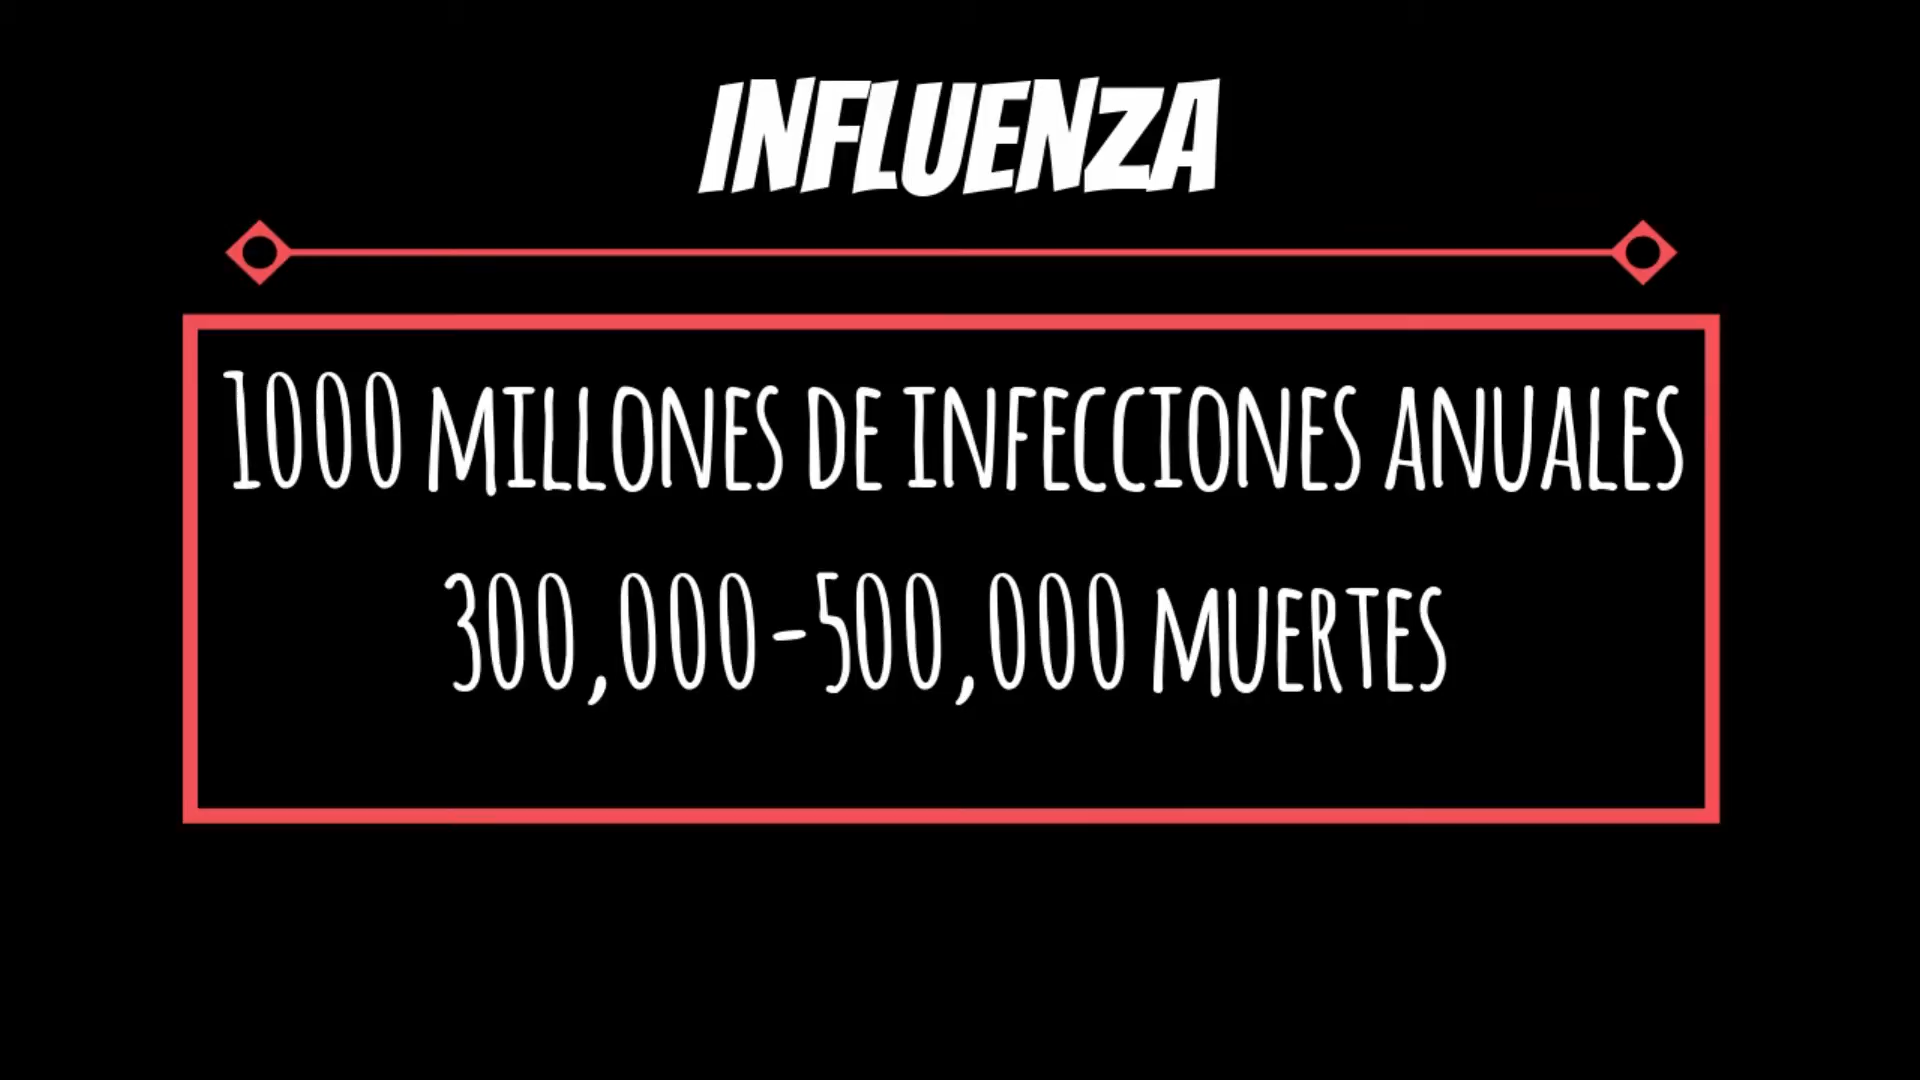 INFLUENZA
1000 MILLONES DE INFECCIONES ANUALES
300,000-500,000 MUERTES